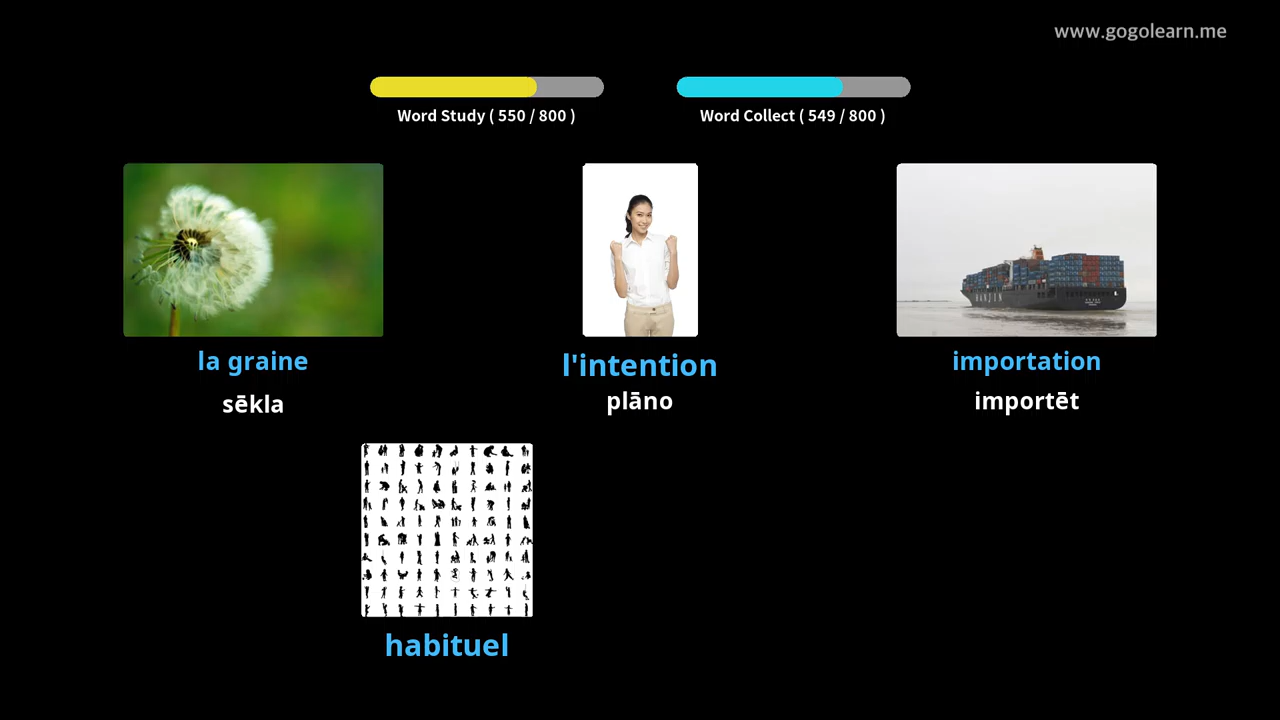 www.gogolearn.me
Word Study ( 550 / 800 )
Word Collect ( 549 / 800 )
la graine
l'intention
importation
sēkla
plāno
importēt
HANJIN
habituel